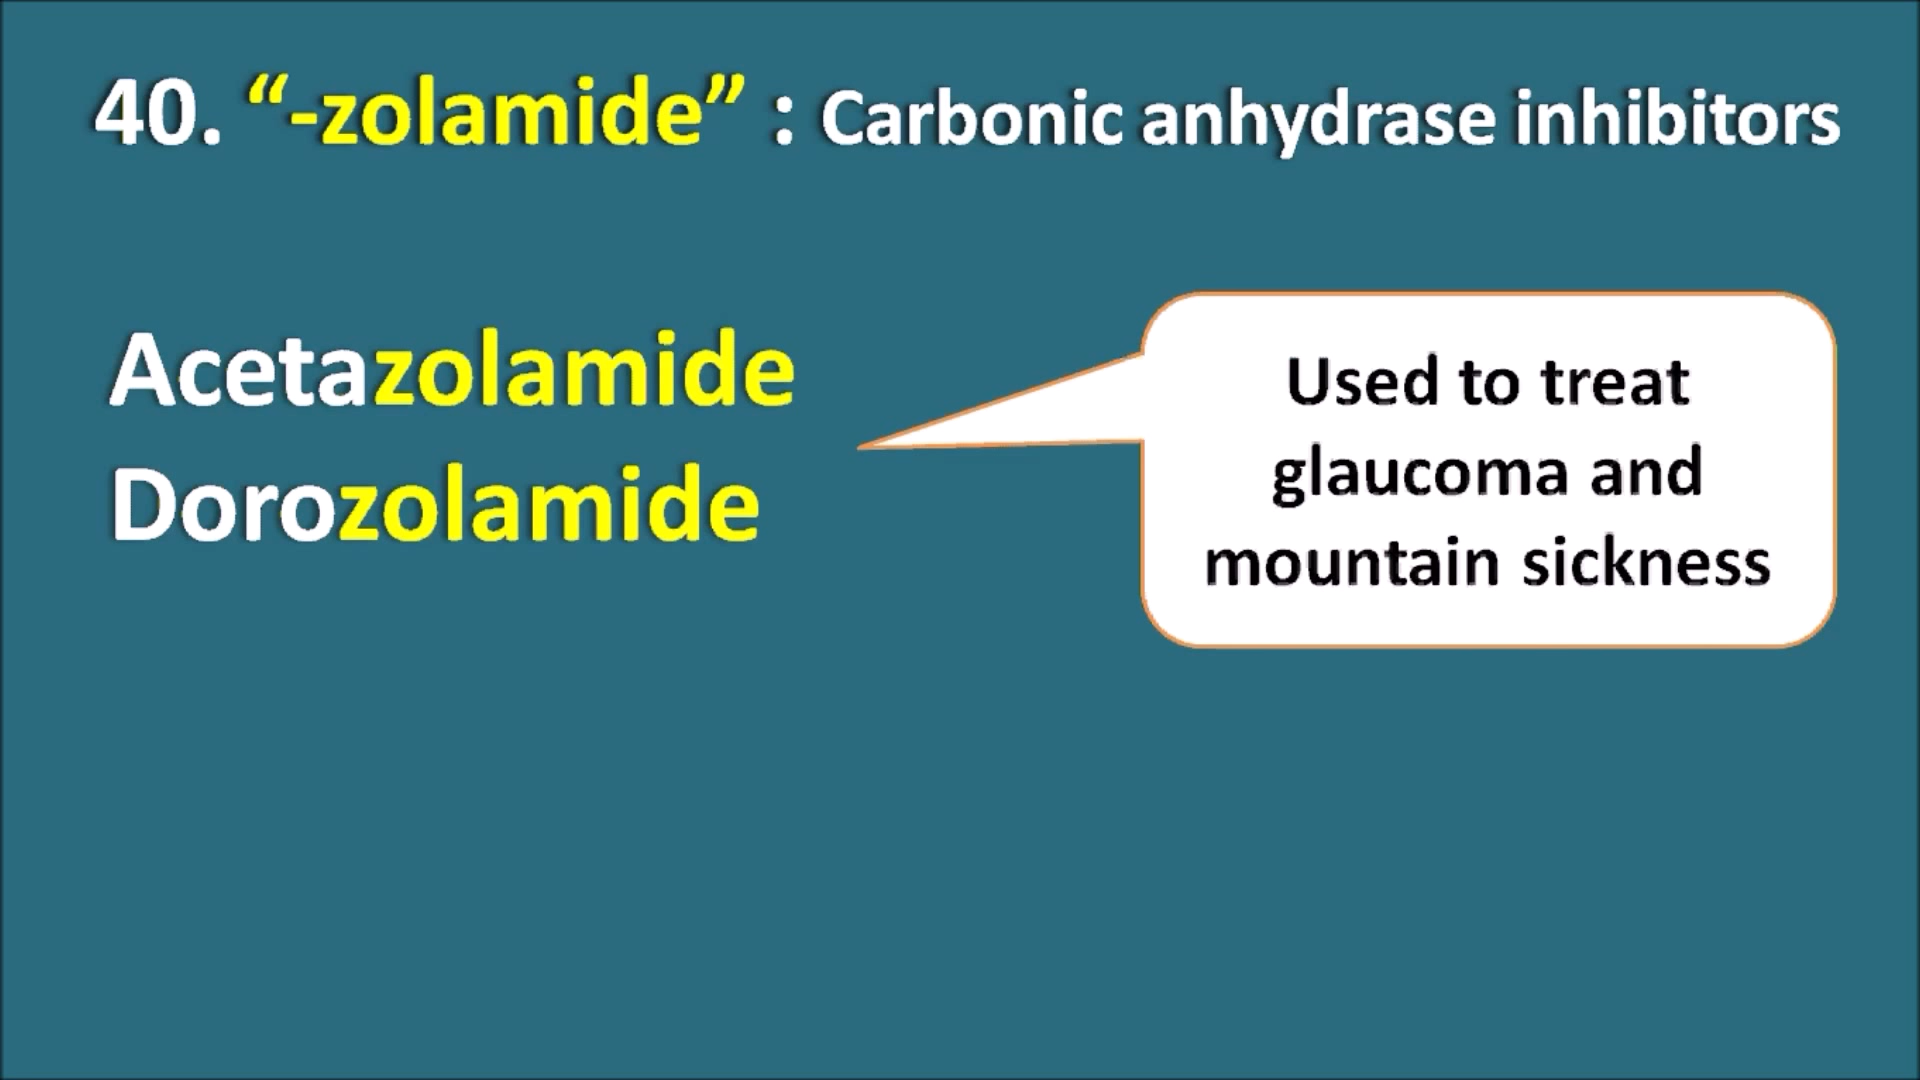 40. “-zolamide” : Carbonic anhydrase inhibitors
Acetazolamide
Dorozolamide
Used to treat
glaucoma and
mountain sickness